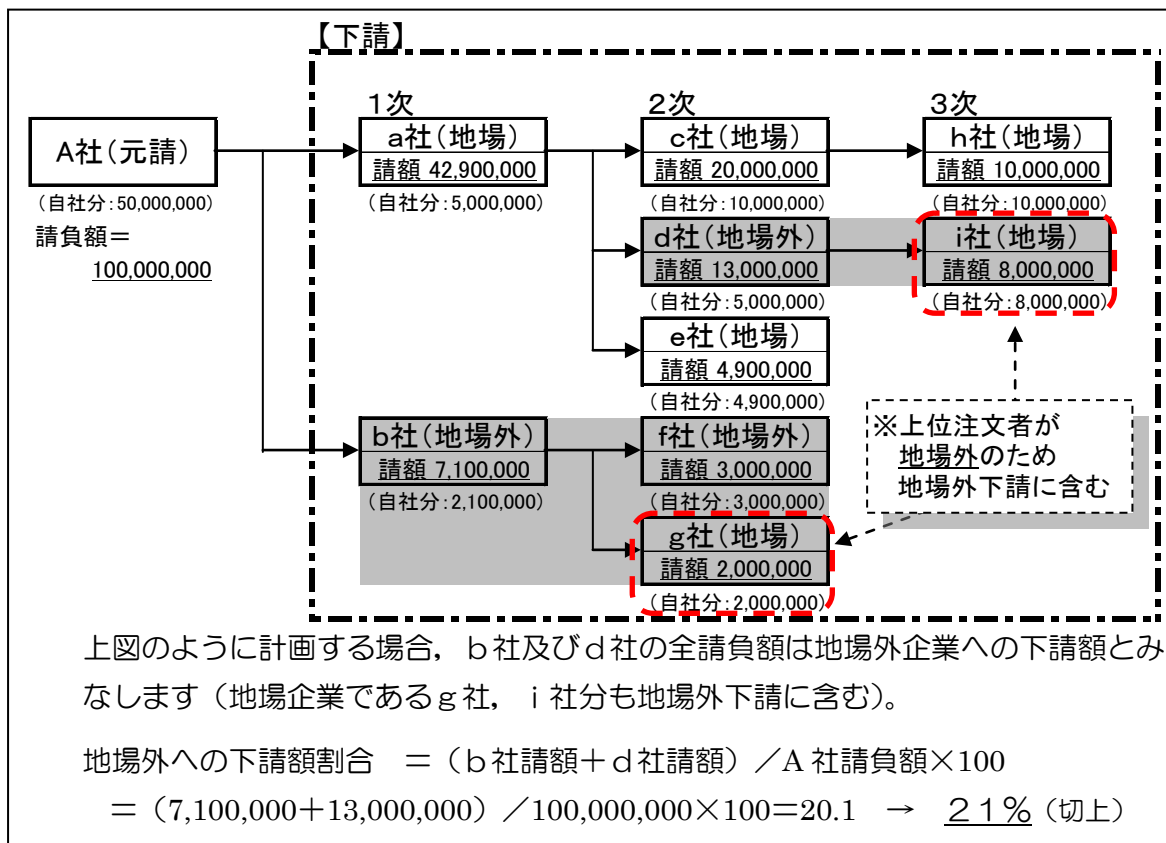 【下請】
1次
2次
3次
A社(元請)
(自社分:50,000,000)
請負額=
100,000,000
a社(地場)
請額 42,900,000
(自社分:5,000,000)
c社(地場)
請額 20,000,000
(自社分:10,000,000)
h社(地場)
請額 10,000,000
(自社分:10,000,000)
d社(地場外)
請額 13,000,000
(自社分:5,000,000)
i社(地場)
請額 8,000,000
(自社分:8,000,000)
e社(地場)
請額 4,900,000
(自社分:4,900,000)
b社(地場外)
請額 7,100,000
(自社分:2,100,000)
f社(地場外)
請額 3,000,000
(自社分:3,000,000)
g社(地場)
請額 2,000,000
(自社分:2,000,000)
※上位注文者が
地場外のため
地場外下請に含む
上図のように計画する場合,b社及びd社の全請負額は地場外企業への下請額とみ
なします(地場企業であるg社,i社分も地場外下請に含む)。
地場外への下請額割合 =(b社請額+d社請額)/A社請負額×100
=(7,100,000+13,000,000)/100,000,000×100=20.1 → 21%(切上)